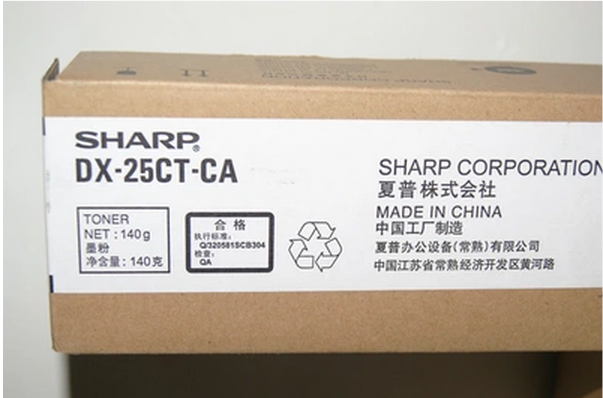 SHARP®
DX-25CT-CA
TONER
NET : 140g
墨粉
净含量: 140克
合格
执行标准:
Q/320581SCB304
检查:
QA
SHARP CORPORATION
夏普株式会社
MADE IN CHINA
中国工厂制造
夏普办公设备(常熟)有限公司
中国江苏省常熟经济开发区黄河路